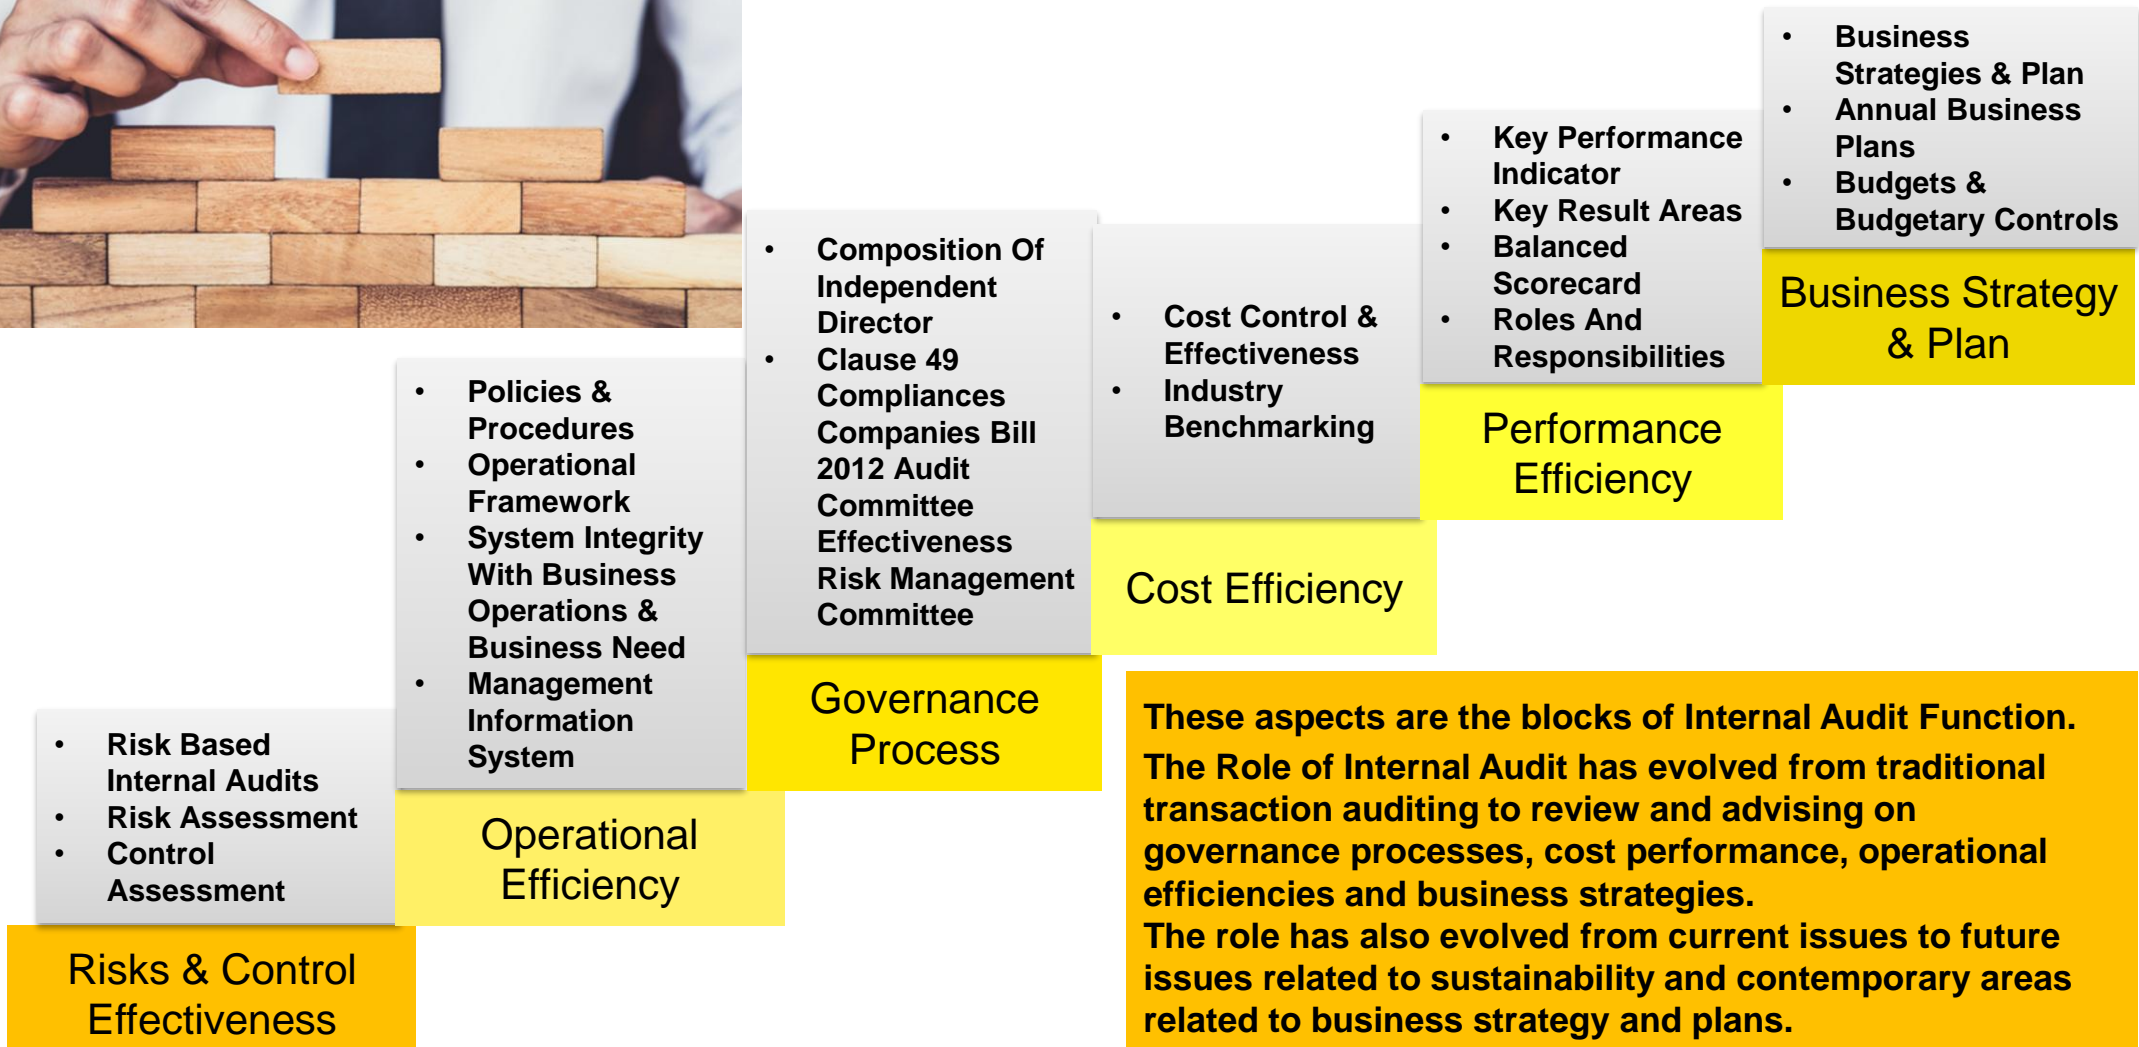 • Risk Based
Internal Audits
• Risk Assessment
• Control
Assessment
Risks & Control
Effectiveness
• Policies &
Procedures
• Operational
Framework
• System Integrity
With Business
Operations &
Business Need
• Management
Information
System
Operational
Efficiency
• Composition Of
Independent
Director
• Clause 49
Compliances
Companies Bill
2012 Audit
Committee
Effectiveness
Risk Management
Committee
Governance
Process
• Cost Control &
Effectiveness
• Industry
Benchmarking
Cost Efficiency
• Key Performance
Indicator
• Key Result Areas
• Balanced
Scorecard
• Roles And
Responsibilities
Performance
Efficiency
• Business
Strategies & Plan
• Annual Business
Plans
• Budgets &
Budgetary Controls
Business Strategy
& Plan
These aspects are the blocks of Internal Audit Function.
The Role of Internal Audit has evolved from traditional
transaction auditing to review and advising on
governance processes, cost performance, operational
efficiencies and business strategies.
The role has also evolved from current issues to future
issues related to sustainability and contemporary areas
related to business strategy and plans.